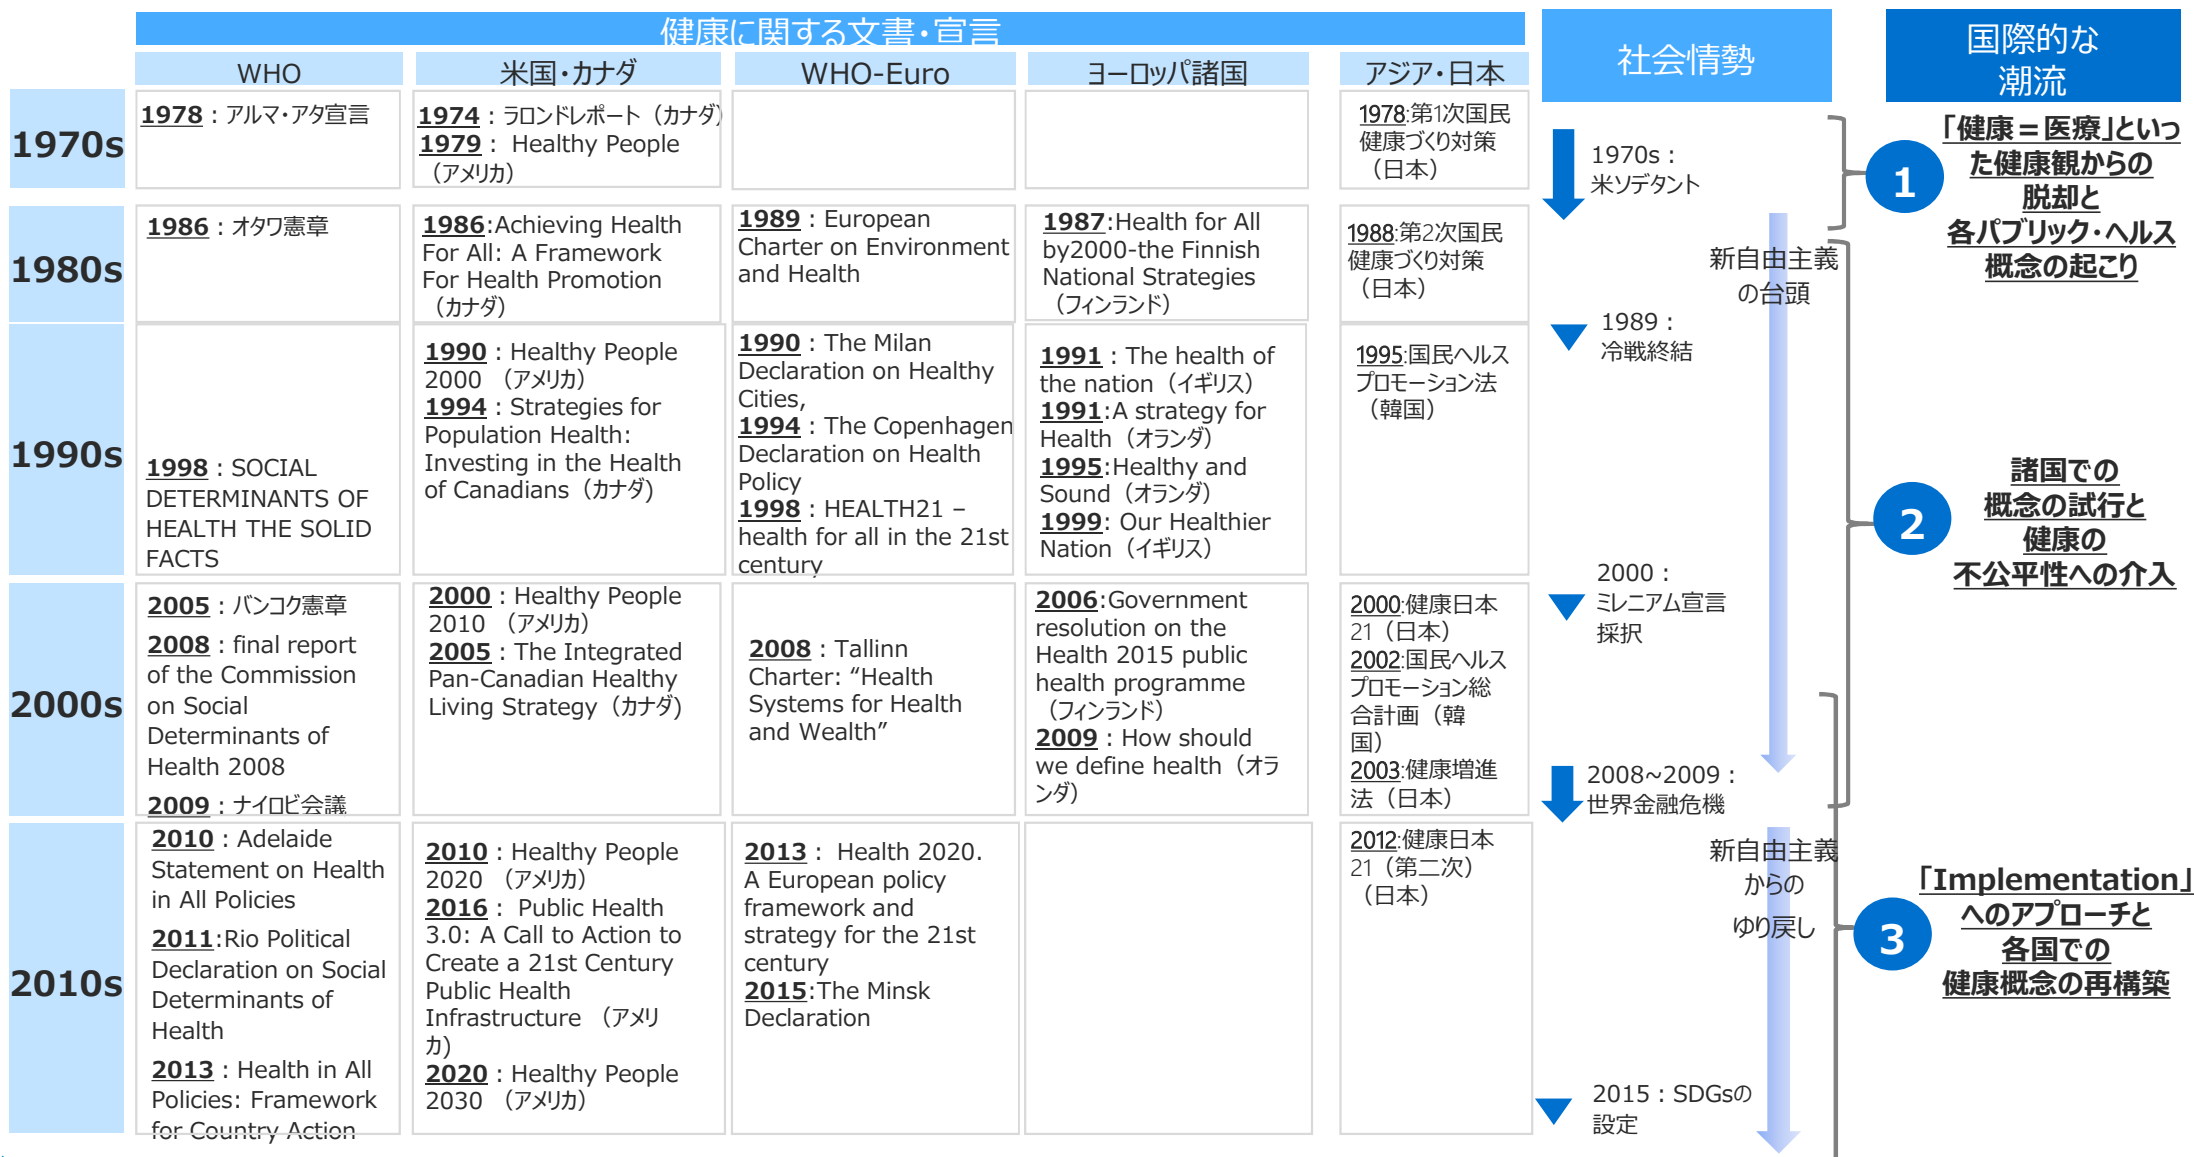 健康に関する文書・宣言
社会情勢
国際的な
潮流
WHO
米国・カナダ
WHO-Euro
ヨーロッパ諸国
アジア・日本
1970s
1978：アルマ・アタ宣言
1974：ラロンドレポート（カナダ）
1979： Healthy People
（アメリカ）
1978:第1次国民
健康づくり対策
（日本）
1970s：
米ソデタント
1
「健康＝医療」といっ
た健康観からの
脱却と
各パブリック・ヘルス
概念の起こり
1980s
1986：オタワ憲章
1986:Achieving Health
For All: A Framework
For Health Promotion
（カナダ）
1989：European
Charter on Environment
and Health
1987:Health for All
by2000-the Finnish
National Strategies
（フィンランド）
1988:第2次国民
健康づくり対策
（日本）
新自由主義
の台頭
1989：
冷戦終結
1990s
1998：SOCIAL
DETERMINANTS OF
HEALTH THE SOLID
FACTS
1990：Healthy People
2000 （アメリカ）
1994：Strategies for
Population Health:
Investing in the Health
of Canadians（カナダ）
1990：The Milan
Declaration on Healthy
Cities,
1994：The Copenhagen
Declaration on Health
Policy
1998：HEALTH21 –
health for all in the 21st
century
1991：The health of
the nation（イギリス）
1991:A strategy for
Health（オランダ）
1995:Healthy and
Sound（オランダ）
1999: Our Healthier
Nation（イギリス）
1995:国民ヘルス
プロモーション法
（韓国）
2
諸国での
概念の試行と
健康の
不公平性への介入
2000：
ミレニアム宣言
採択
2000s
2005：バンコク憲章
2008：final report
of the Commission
on Social
Determinants of
Health 2008
2009：ナイロビ会議
2000：Healthy People
2010 （アメリカ）
2005：The Integrated
Pan-Canadian Healthy
Living Strategy（カナダ）
2008：Tallinn
Charter: “Health
Systems for Health
and Wealth”
2006:Government
resolution on the
Health 2015 public
health programme
（フィンランド）
2009：How should
we define health（オラ
ンダ）
2000:健康日本
21（日本）
2002:国民ヘルス
プロモーション総
合計画（韓
国）
2003:健康増進
法（日本）
2008~2009：
世界金融危機
2010s
2010：Adelaide
Statement on Health
in All Policies
2011:Rio Political
Declaration on Social
Determinants of
Health
2013：Health in All
Policies: Framework
for Country Action
2010：Healthy People
2020 （アメリカ）
2016： Public Health
3.0: A Call to Action to
Create a 21st Century
Public Health
Infrastructure （アメリ
カ)
2020：Healthy People
2030 （アメリカ）
2013： Health 2020.
A European policy
framework and
strategy for the 21st
century
2015:The Minsk
Declaration
2012:健康日本
21（第二次）
（日本）
新自由主義
からの
ゆり戻し
2015：SDGsの
設定
3
「Implementation」
へのアプローチと
各国での
健康概念の再構築